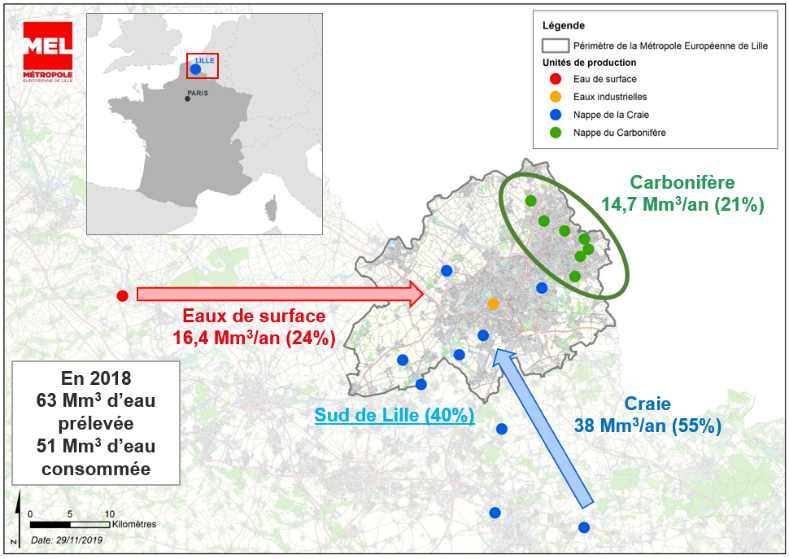 MEL
MÉTROPOLE
EUROPÉENNE DE LILLE
LILLE
PARIS
Légende
Périmètre de la Métropole Européenne de Lille
Unités de production
Eau de surface
Eaux industrielles
Nappe de la Craie
Nappe du Carbonifère
Carbonifère
14,7 Mm³/an (21%)
Eaux de surface
16,4 Mm³/an (24%)
En 2018
63 Mm³ d'eau
prélevée
51 Mm³ d'eau
consommée
Sud de Lille (40%)
Craie
38 Mm³/an (55%)
0 5 10
Kilomètres
Date: 29/11/2019
N